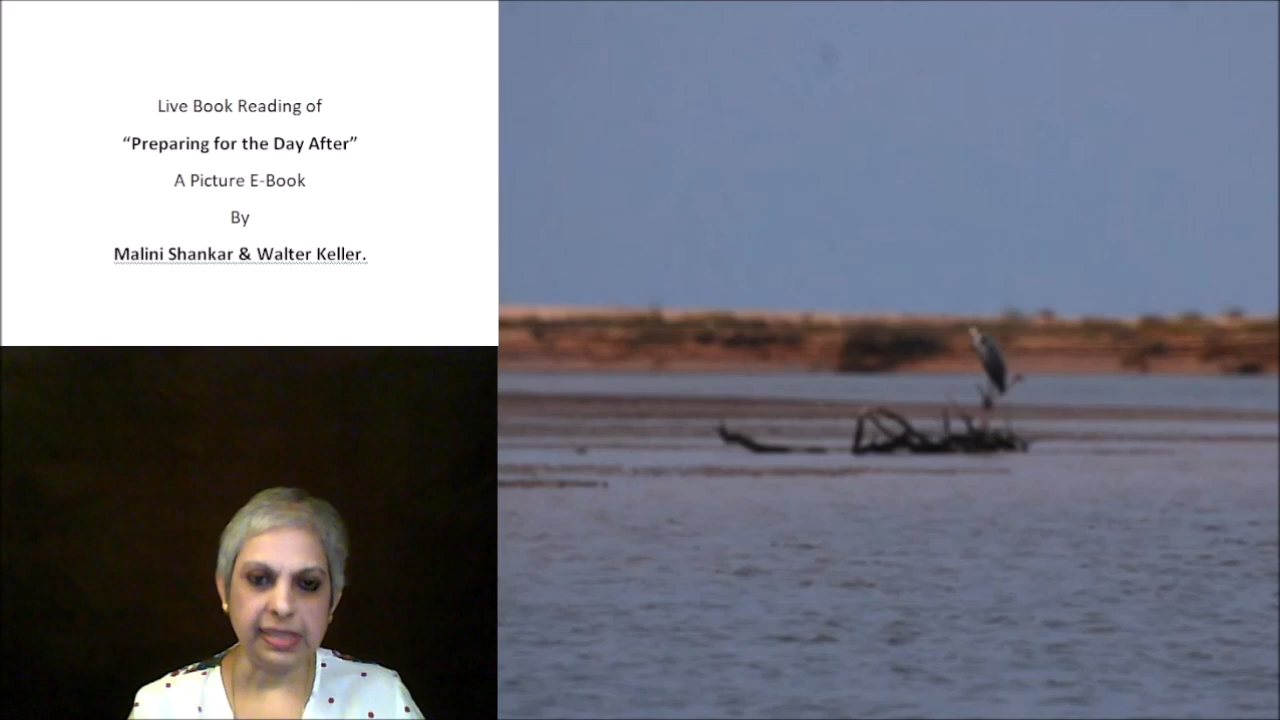 Live Book Reading of
“Preparing for the Day After”
A Picture E-Book
By
Malini Shankar & Walter Keller.